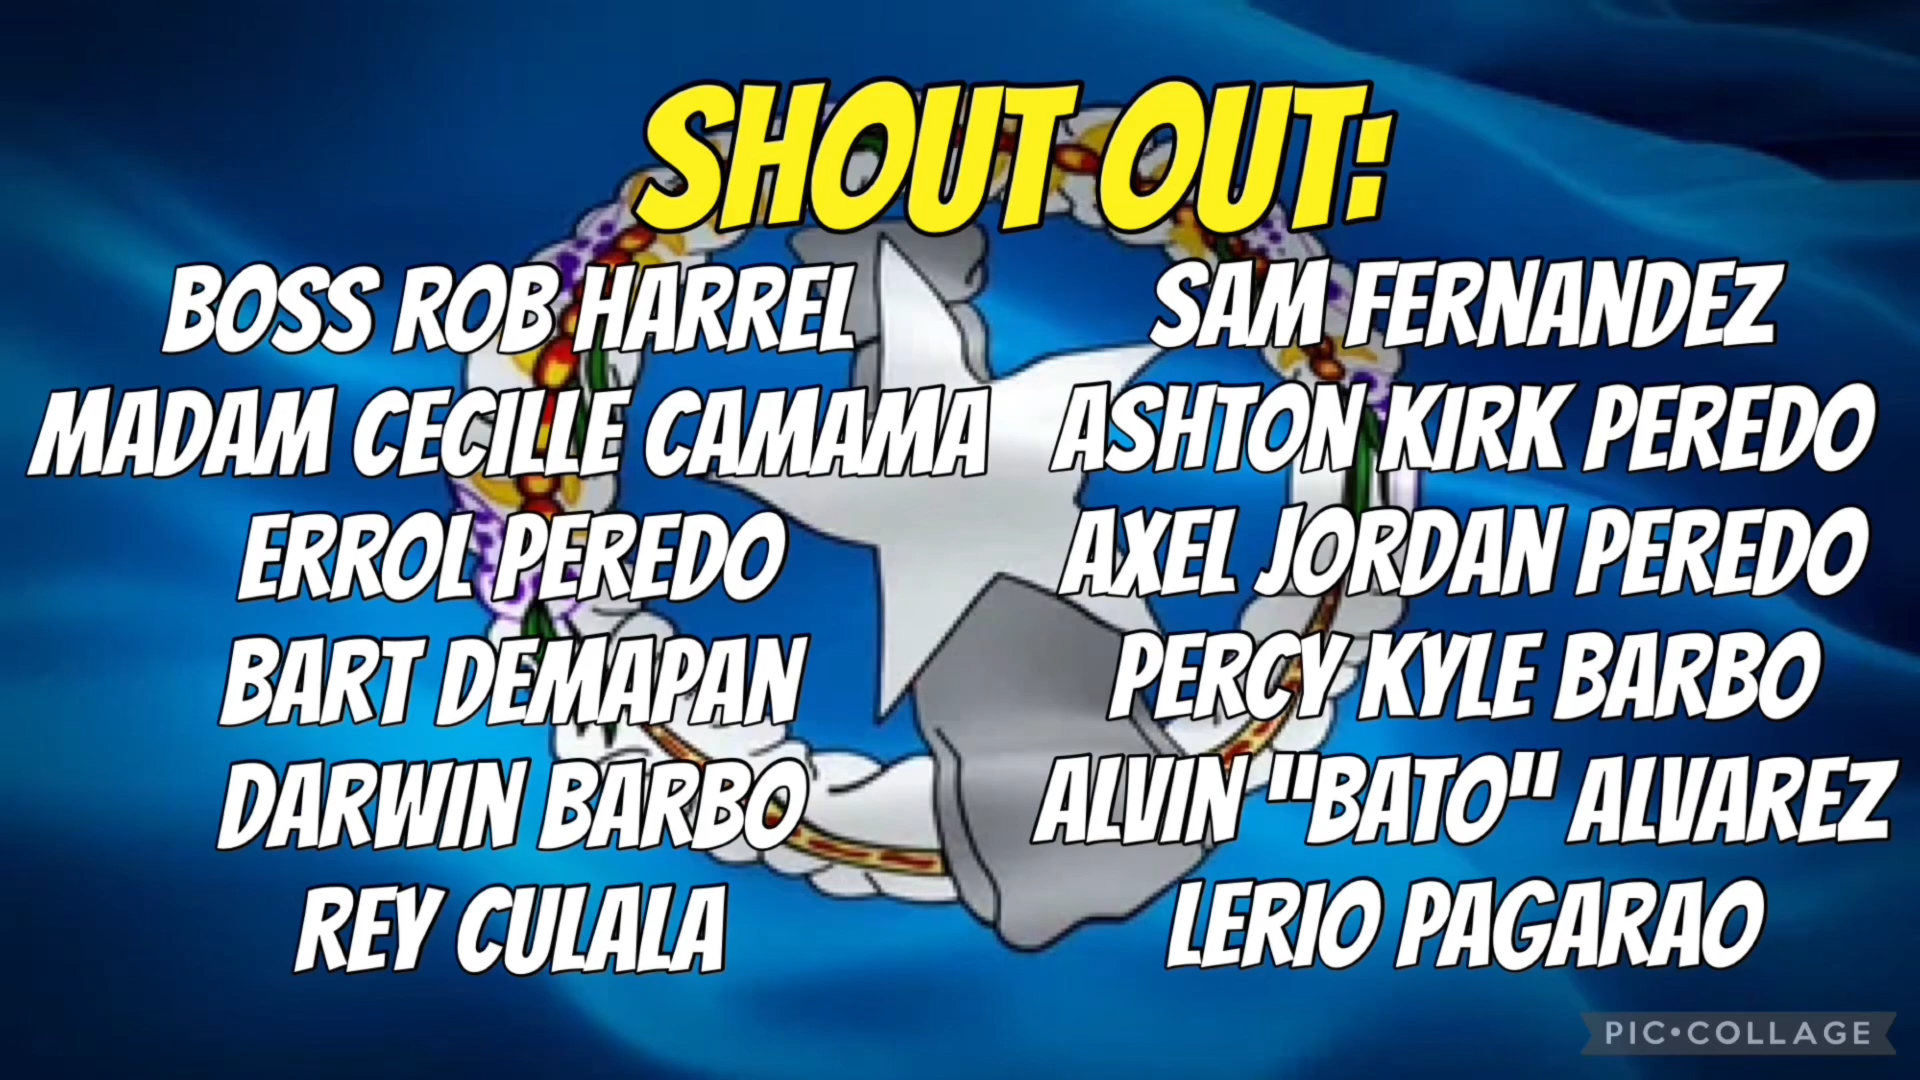 SHOUT OUT:
BOSS ROB HARREL
MADAM CECILLE CAMAMA
ERROL PEREDO
BART DEMAPAN
DARWIN BARBO
REY CULALA
SAM FERNANDEZ
ASHTON KIRK PEREDO
AXEL JORDAN PEREDO
PERCY KYLE BARBO
ALVIN "BATO" ALVAREZ
LERIO PAGARAO
PIC•COLLAGE